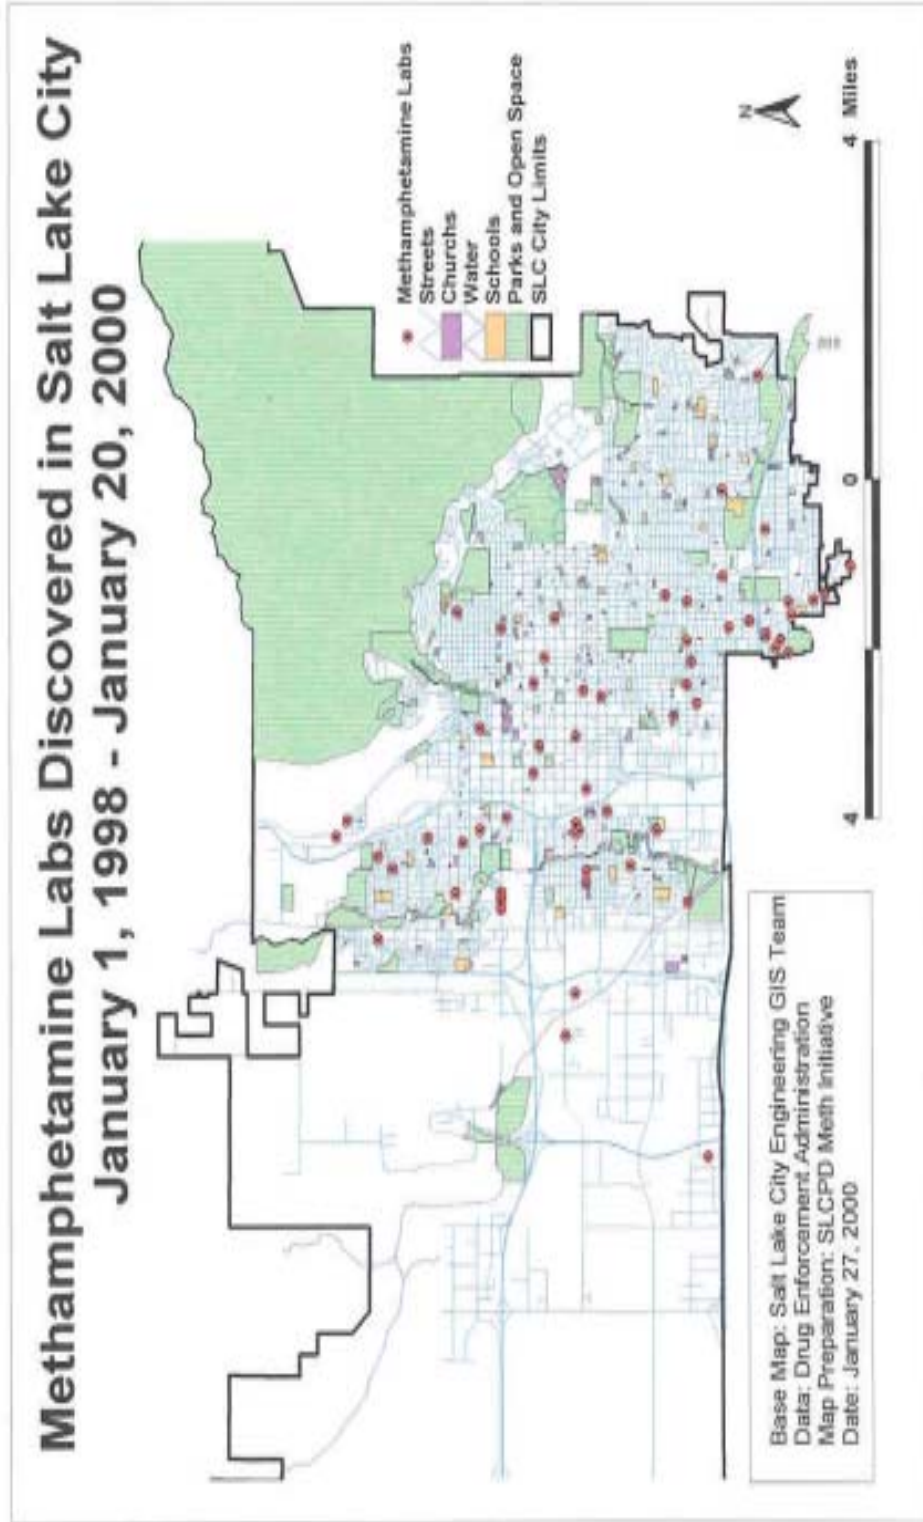 Methamphetamine Labs Discovered in Salt Lake City
January 1, 1998 - January 20, 2000
Methamphetamine Labs
Streets
Churchs
Water
Schools
Parks and Open Space
SLC City Limits
N
4 0 4 Miles
Base Map: Salt Lake City Engineering GIS Team
Data: Drug Enforcement Administration
Map Preparation: SLCPD Meth Initiative
Date: January 27, 2000